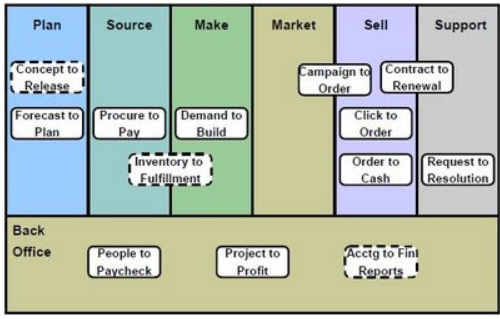 Plan Source Make Market Sell Support
Concept to
Release
Campaign to
Order
Contract to
Renewal
Forecast to
Plan
Procure to
Pay
Demand to
Build
Click to
Order
Inventory to
Fulfillment
Order to
Cash
Request to
Resolution
Back
Office
People to
Paycheck
Project to
Profit
Acctg to Finl
Reports